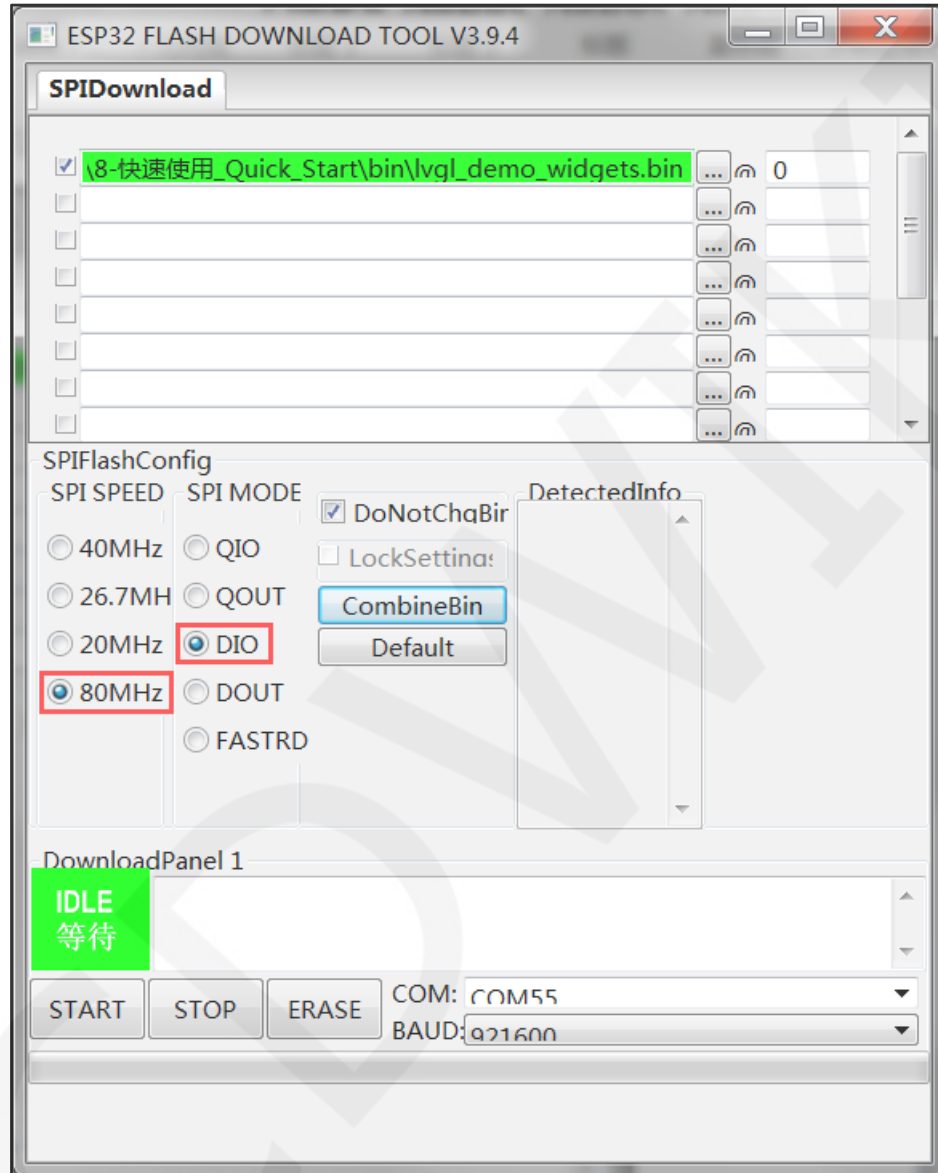 ESP32 FLASH DOWNLOAD TOOL V3.9.4
SPIDownload
\8-快速使用_Quick_Start\bin\lvgl_demo_widgets.bin ... @ 0
... @
... @
... @
... @
... @
... @
... @
SPIFlashConfig
SPI SPEED SPI MODE DetectedInfo
DoNotChgBin
40MHz QIO LockSettings
26.7MH QOUT CombineBin
20MHz DIO Default
80MHz DOUT
FASTRD
DownloadPanel 1
IDLE
等待
START STOP ERASE COM: COM55
BAUD: 921600